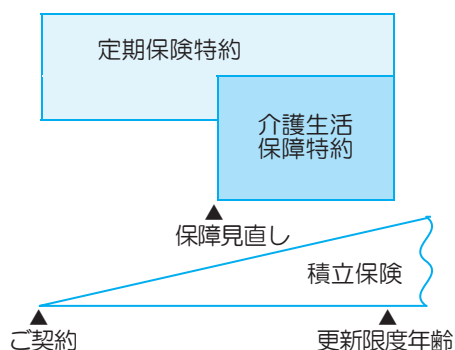 定期保険特約
介護生活
保障特約
▲
保障見直し
積立保険
▲
ご契約
▲
更新限度年齢